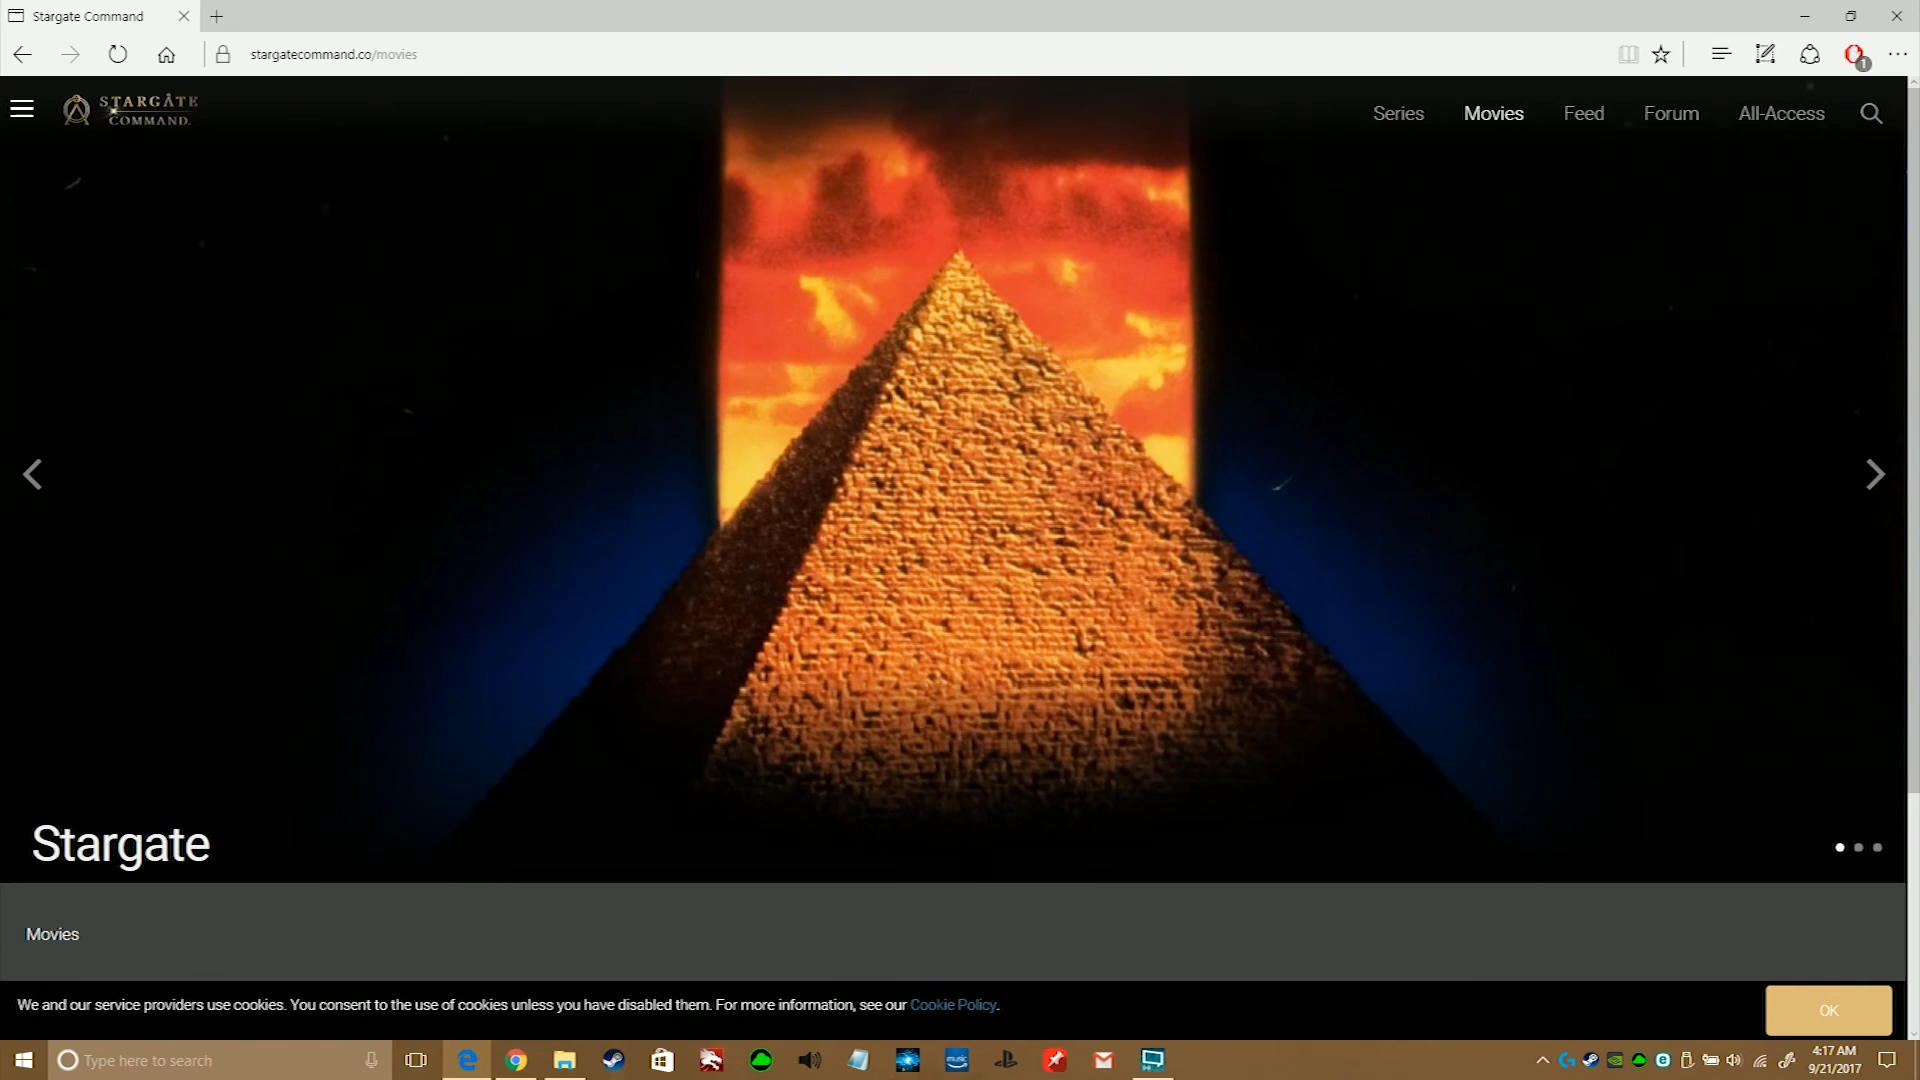 Stargate Command
stargatecommand.co/movies
STARGATE
COMMAND.
Series
Movies
Feed
Forum
All-Access
Stargate
Movies
We and our service providers use cookies. You consent to the use of cookies unless you have disabled them. For more information, see our Cookie Policy.
OK
Type here to search
music
4:17 AM
9/21/2017
1